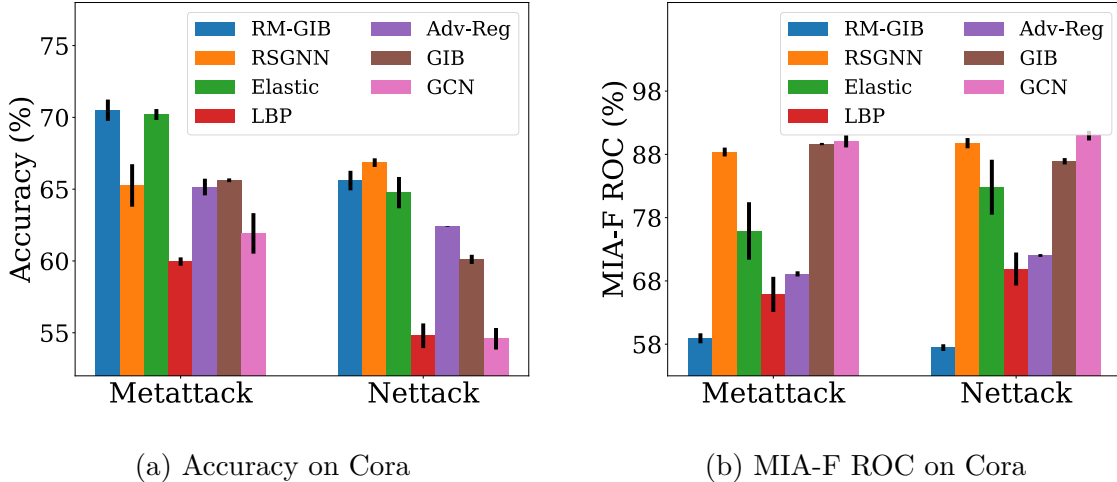 75
70
65
60
55
Accuracy (%)
RM-GIB
RSGNN
Elastic
LBP
Adv-Reg
GIB
GCN
Metattack
Nettack
(a) Accuracy on Cora
98
88
78
68
58
MIA-F ROC (%)
RM-GIB
RSGNN
Elastic
LBP
Adv-Reg
GIB
GCN
Metattack
Nettack
(b) MIA-F ROC on Cora